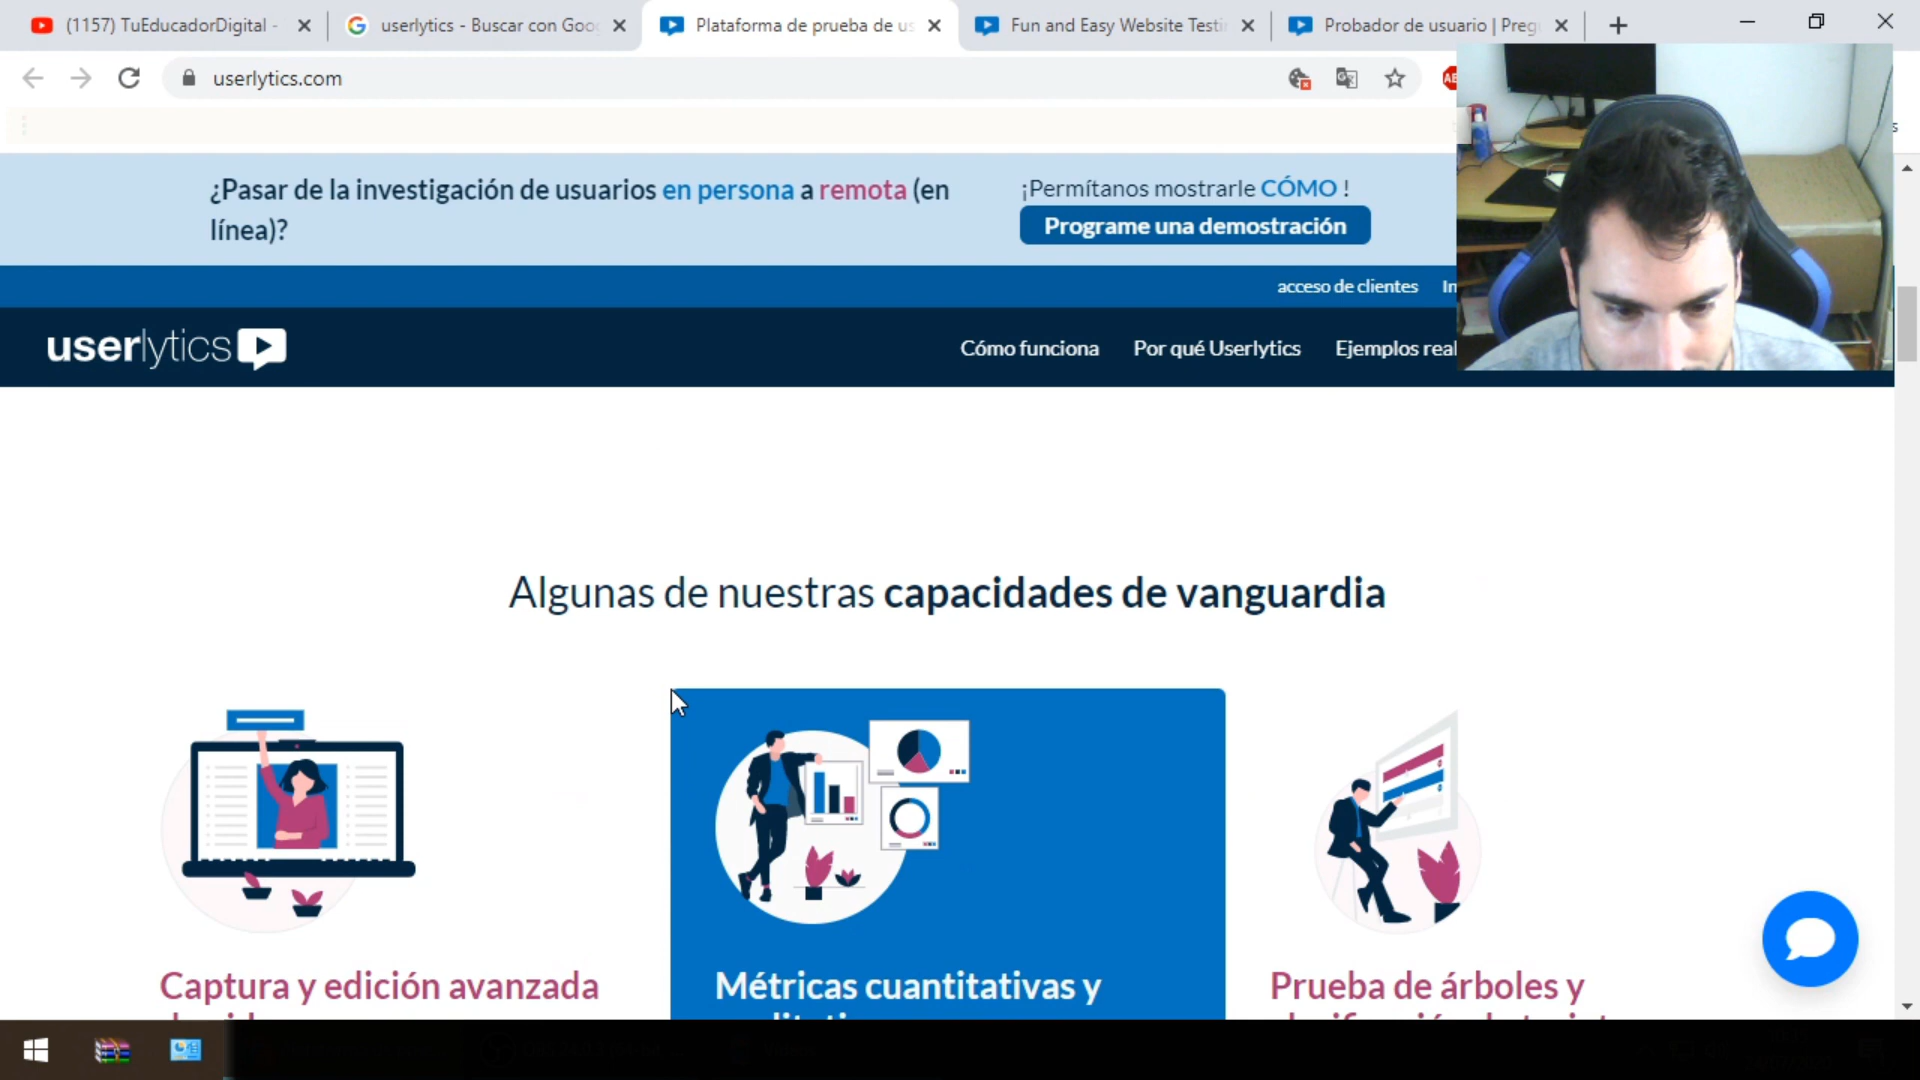 (1157) TuEducadorDigital -
userlytics - Buscar con Goo
Plataforma de prueba de us
Fun and Easy Website Testi
Probador de usuario | Preg
userlytics.com
¿Pasar de la investigación de usuarios en persona a remota (en
línea)?
¡Permítanos mostrarle CÓMO !
Programe una demostración
acceso de clientes
In
userlytics
Cómo funciona
Por qué Userlytics
Ejemplos real
Algunas de nuestras capacidades de vanguardia
Captura y edición avanzada
Métricas cuantitativas y
Prueba de árboles y